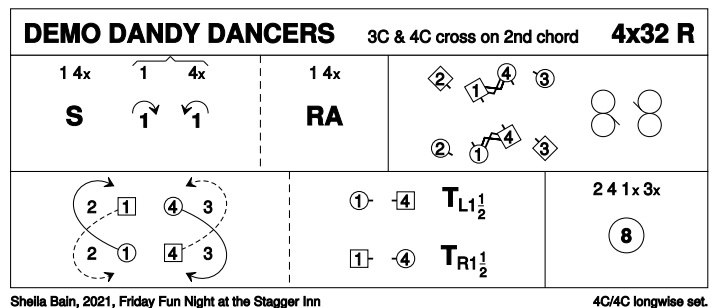 DEMO DANDY DANCERS 3C & 4C cross on 2nd chord 4x32 R
1 4x 1 4x
S 1 1
1 4x
RA
2 1 4 3
2 1 4 3
2 1 4 3
2 1 4 3
1 4 TL1½
1 4 TR1½
2 4 1x 3x
8
Sheila Bain, 2021, Friday Fun Night at the Stagger Inn 4C/4C longwise set.